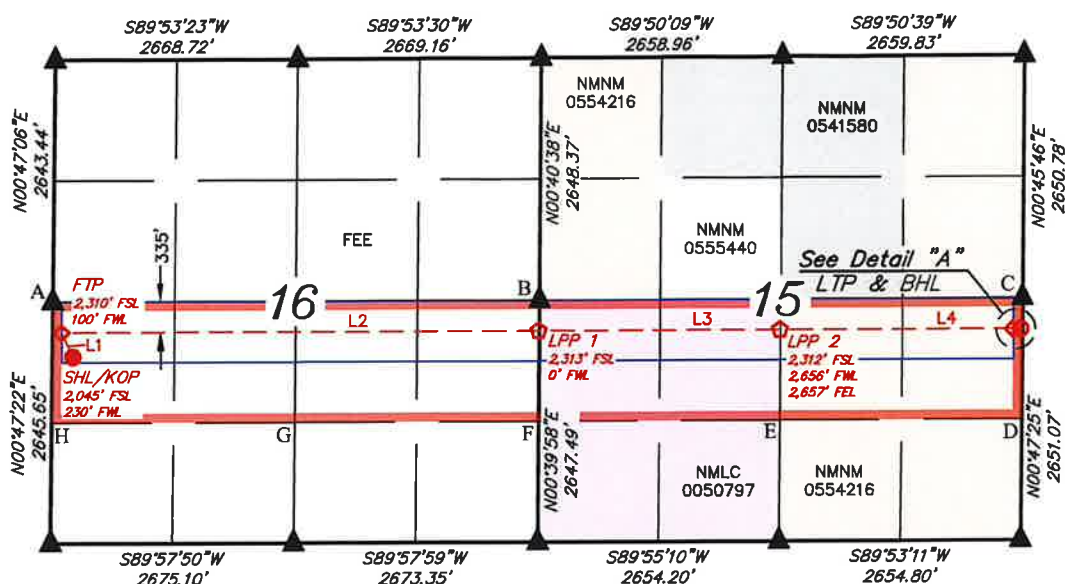 S89°53'23"W
2668.72'
S89°53'30"W
2669.16'
S89°50'09"W
2658.96'
S89°50'39"W
2659.83'
N00°47'06"E
2643.44'
N00°40'38"E
2648.37'
N00°45'46"E
2650.78'
NMNM
0554216
NMNM
0541580
FEE
NMNM
0555440
335'
See Detail "A"
LTP & BHL
A
B
C
16
15
FTP
2,310' FSL
100' FWL
L1
L2
L3
L4
SHL/KOP
2,045' FSL
230' FWL
LPP 1
2,313' FSL
0' FWL
LPP 2
2,312' FSL
2,656' FWL
2,657' FEL
H
G
F
E
D
N00°47'22"E
2645.65'
N00°39'58"E
2647.49'
N00°47'25"E
2651.07'
NMLC
0050797
NMNM
0554216
S89°57'50"W
2675.10'
S89°57'59"W
2673.35'
S89°55'10"W
2654.20'
S89°53'11"W
2654.80'